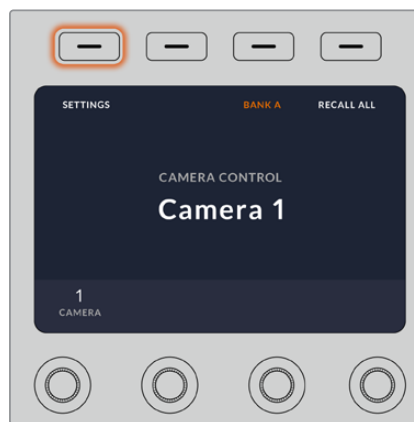 SETTINGS BANK A RECALL ALL
CAMERA CONTROL
Camera 1
1
CAMERA